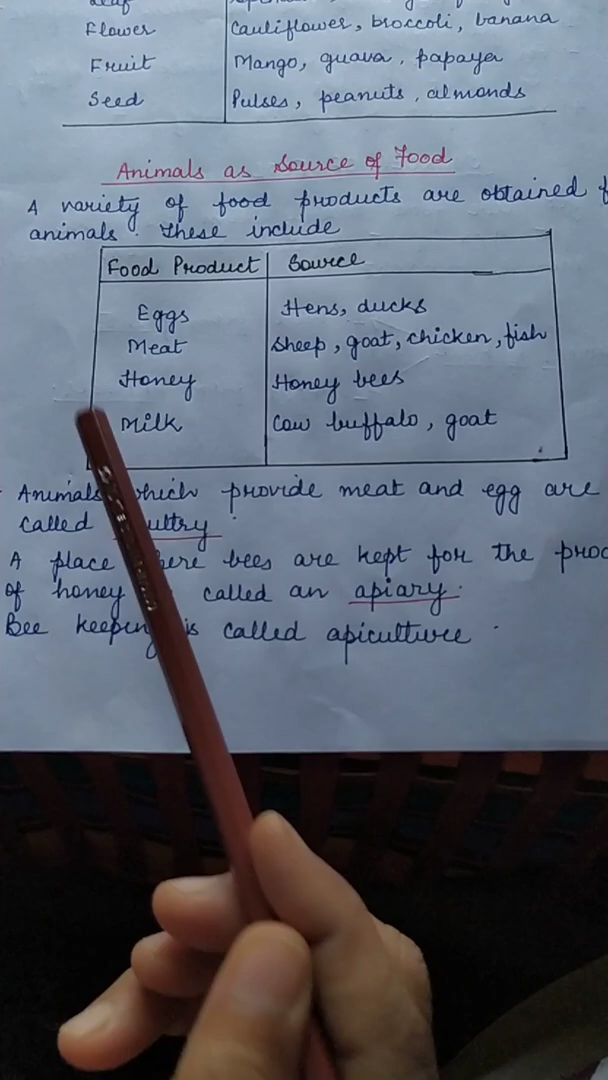 Flower Cauliflower, broccoli, banana
Fruit Mango, guava, papaya
Seed Pulses, peanuts, almonds
Animals as Source of Food
A variety of food products are obtained
animals. These include
Food Product Source
Eggs Hens, ducks
Meat Sheep, goat, chicken, fish
Honey Honey bees
Milk Cow buffalo, goat
Animals which provide meat and egg are
called
A place bees are kept for the
of honey called an apiary.
Bee keeping is called apiculture.